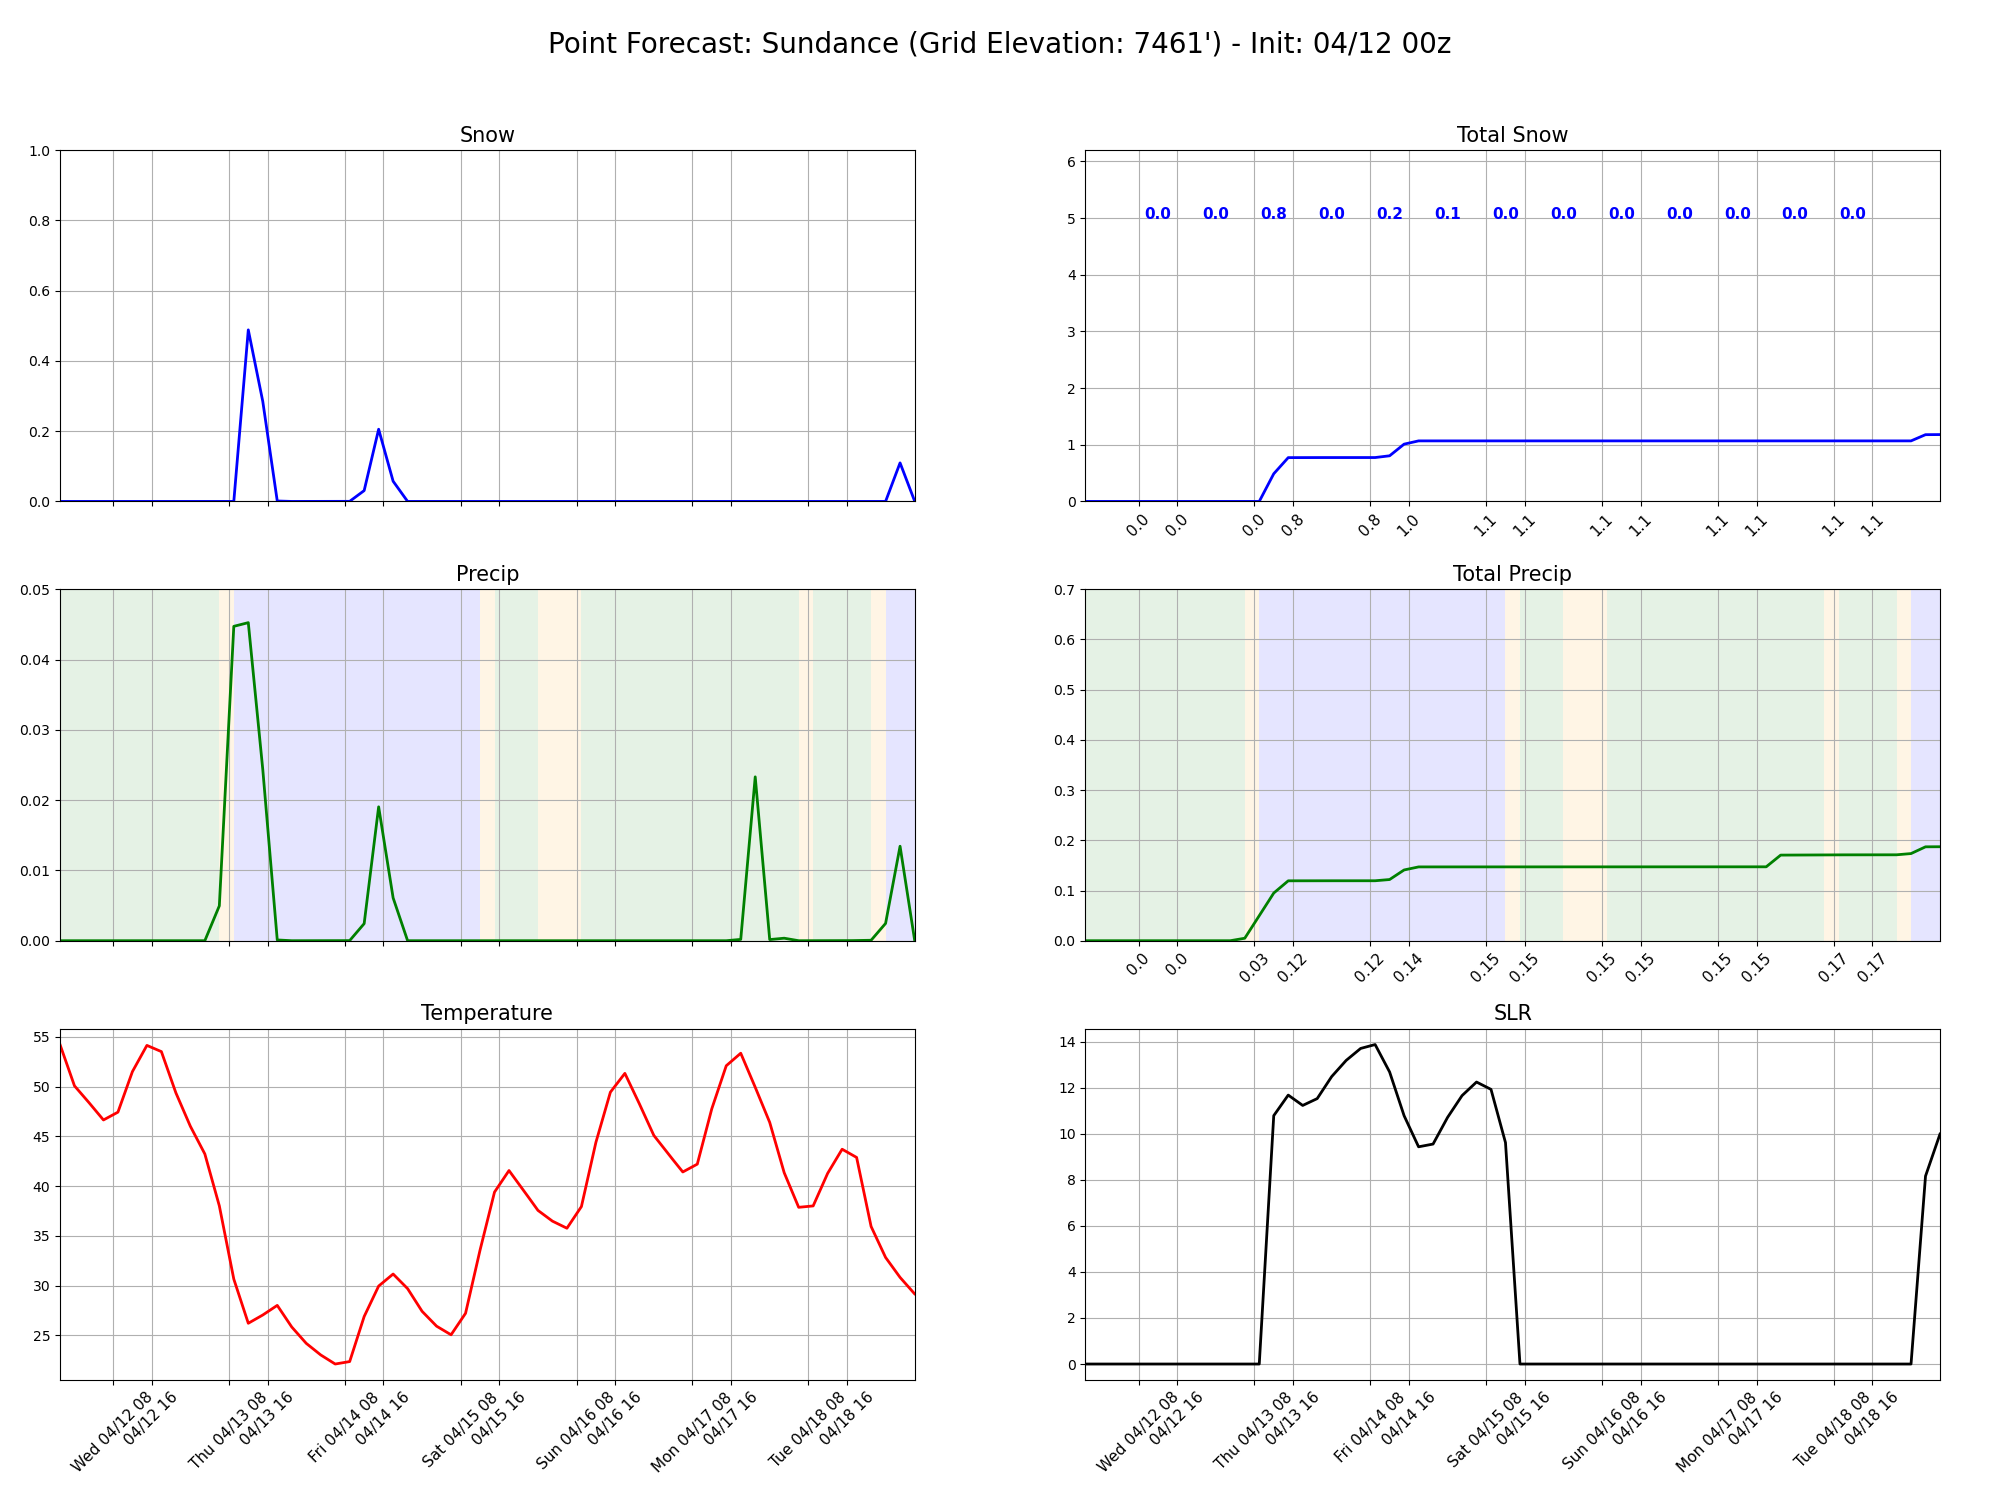 Point Forecast: Sundance (Grid Elevation: 7461') - Init: 04/12 00z
Snow
1.0
0.8
0.6
0.4
0.2
0.0
Total Snow
6
5
4
3
2
1
0
0.0 0.0 0.8 0.0 0.2 0.1 0.0 0.0 0.0 0.0 0.0 0.0 0.0
0.0 0.0 0.0 0.8 0.8 1.0 1.1 1.1 1.1 1.1 1.1 1.1 1.1 1.1
Precip
0.05
0.04
0.03
0.02
0.01
0.00
Total Precip
0.7
0.6
0.5
0.4
0.3
0.2
0.1
0.0
0.0 0.0 0.03 0.12 0.12 0.14 0.15 0.15 0.15 0.15 0.15 0.15 0.17 0.17
Temperature
55
50
45
40
35
30
25
Wed 04/12 08
04/12 16
Thu 04/13 08
04/13 16
Fri 04/14 08
04/14 16
Sat 04/15 08
04/15 16
Sun 04/16 08
04/16 16
Mon 04/17 08
04/17 16
Tue 04/18 08
04/18 16
SLR
14
12
10
8
6
4
2
0
Wed 04/12 08
04/12 16
Thu 04/13 08
04/13 16
Fri 04/14 08
04/14 16
Sat 04/15 08
04/15 16
Sun 04/16 08
04/16 16
Mon 04/17 08
04/17 16
Tue 04/18 08
04/18 16